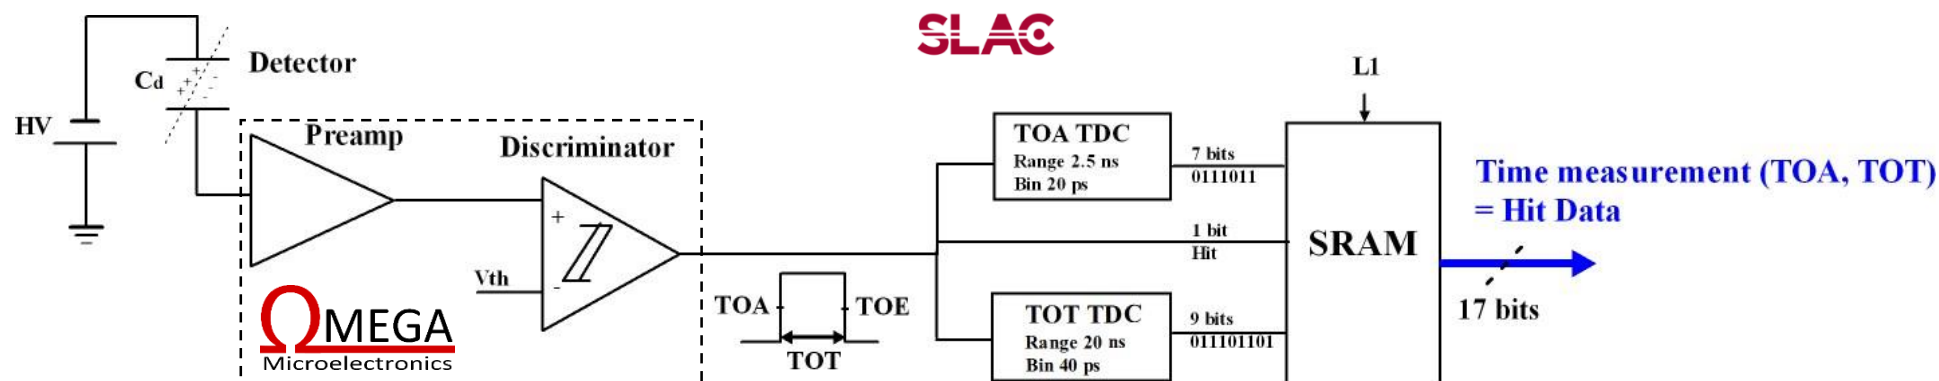 SLAC
Detector
Cd
HV
Preamp
Discriminator
+
-
Vth
ΩMEGA
Microelectronics
TOA
TOE
TOT
TOA TDC
Range 2.5 ns
Bin 20 ps
7 bits
0111011
1 bit
Hit
TOT TDC
Range 20 ns
Bin 40 ps
9 bits
011101101
L1
SRAM
Time measurement (TOA, TOT)
= Hit Data
17 bits